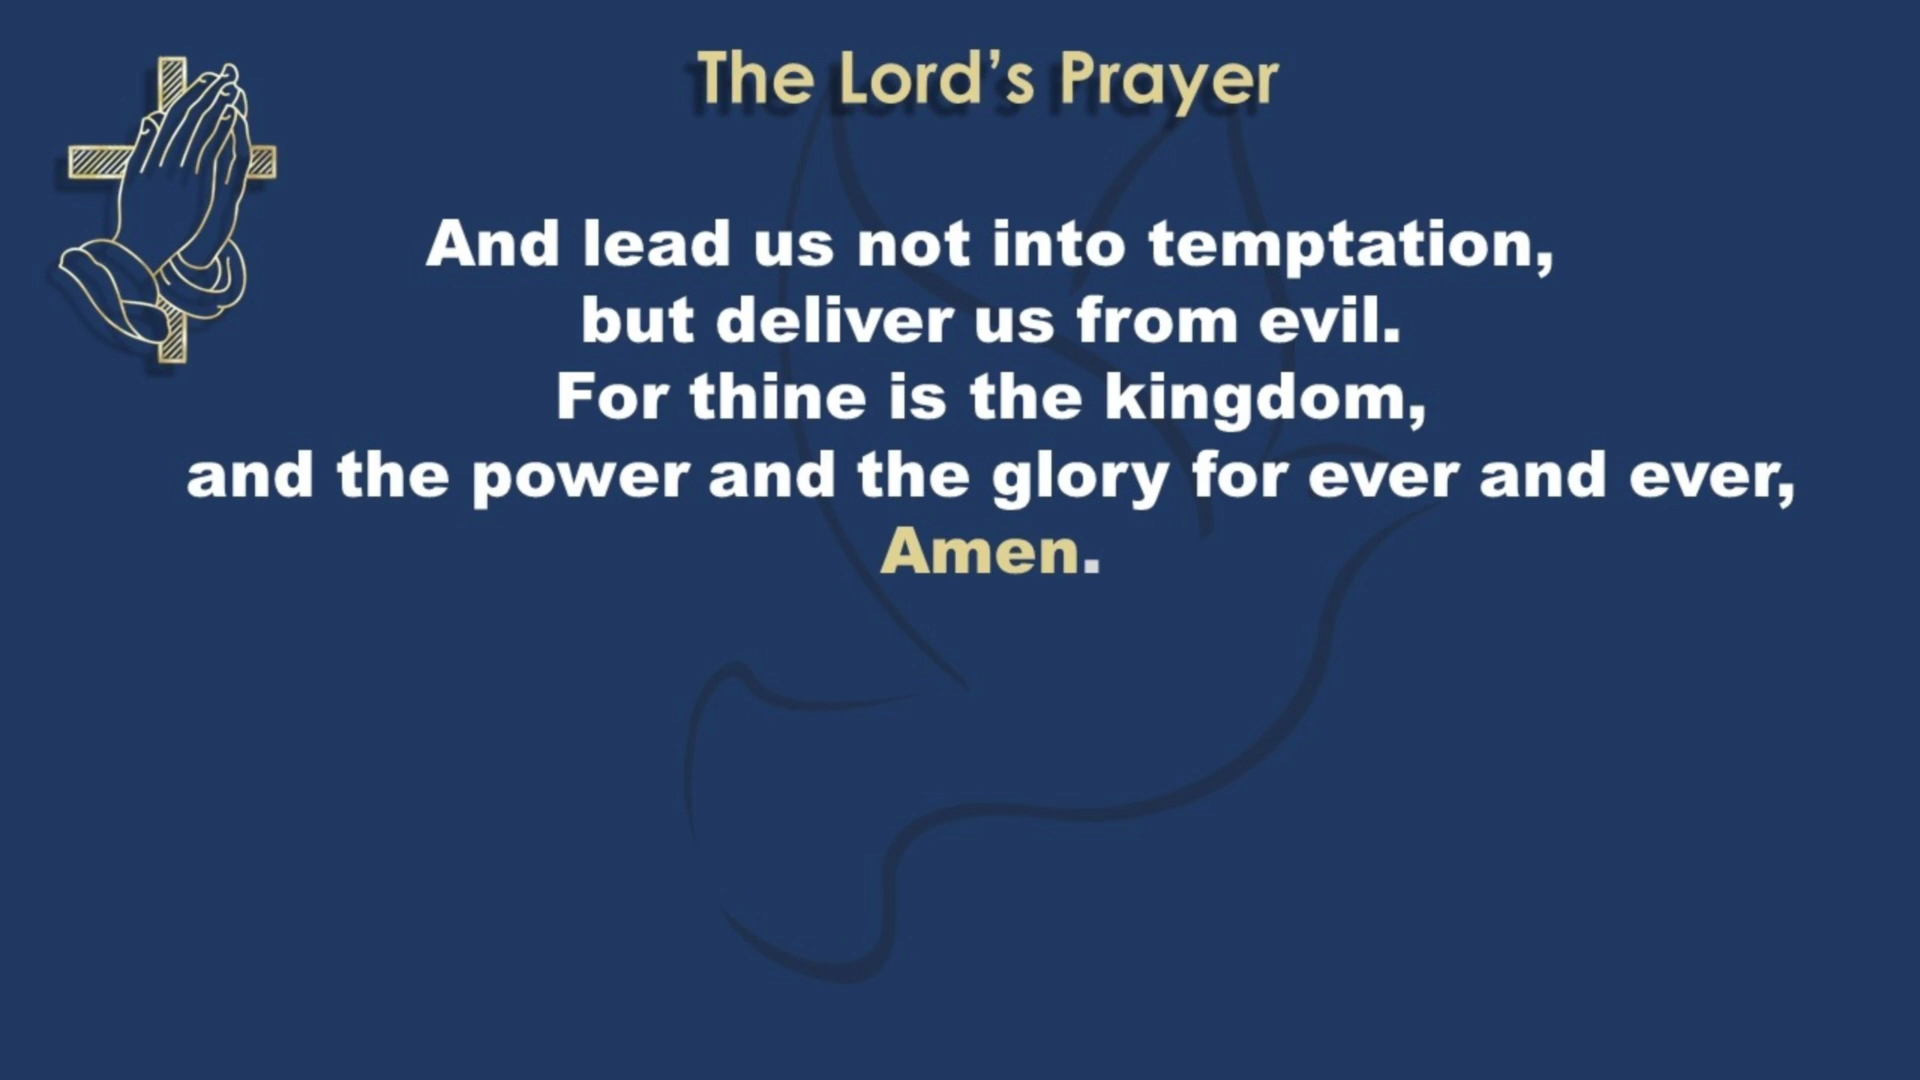 The Lord’s Prayer
And lead us not into temptation,
but deliver us from evil.
For thine is the kingdom,
and the power and the glory for ever and ever,
Amen.